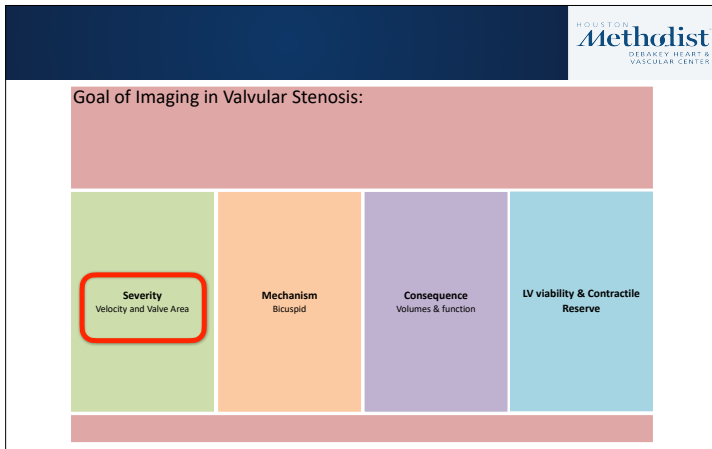 HOUSTON
Methodist
DEBAKEY HEART &
VASCULAR CENTER
Goal of Imaging in Valvular Stenosis:
Severity
Velocity and Valve Area
Mechanism
Bicuspid
Consequence
Volumes & function
LV viability & Contractile
Reserve